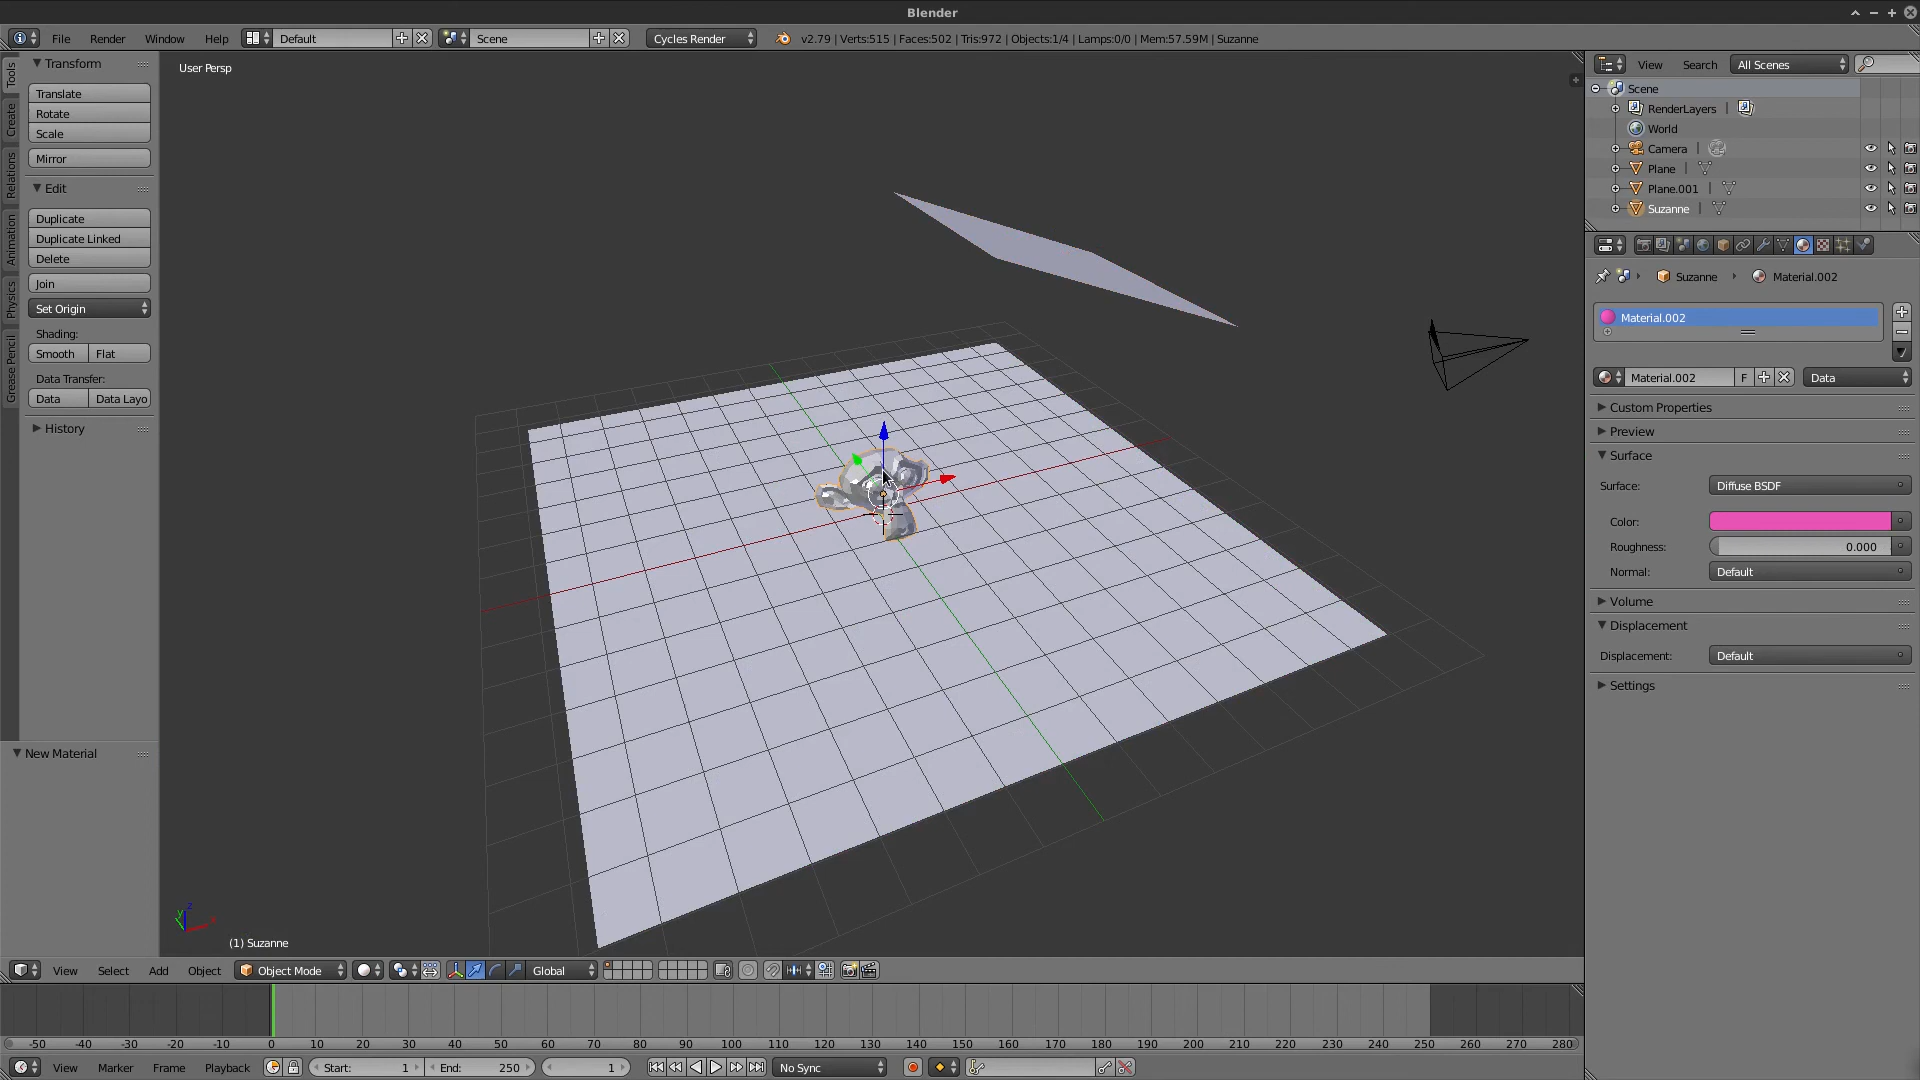 Blender
File Render Window Help Default Scene Cycles Render v2.79 | Verts:515 | Faces:502 | Tris:972 | Objects:1/4 | Lamps:0/0 | Mem:57.59M | Suzanne
Tools
Create
Relations
Animation
Physics
Grease Pencil
Transform
Translate
Rotate
Scale
Mirror
Edit
Duplicate
Duplicate Linked
Delete
Join
Set Origin
Shading:
Smooth Flat
Data Transfer:
Data Data Layo
History
New Material
User Persp
(1) Suzanne
View Search All Scenes
Scene
RenderLayers |
World
Camera |
Plane |
Plane.001 |
Suzanne |
Suzanne Material.002
Material.002
Material.002 F Data
Custom Properties
Preview
Surface
Surface: Diffuse BSDF
Color:
Roughness: 0.000
Normal: Default
Volume
Displacement
Displacement: Default
Settings
View Select Add Object Object Mode Global
-50 -40 -30 -20 -10 0 10 20 30 40 50 60 70 80 90 100 110 120 130 140 150 160 170 180 190 200 210 220 230 240 250 260 270 280
View Marker Frame Playback Start: 1 End: 250 1 No Sync